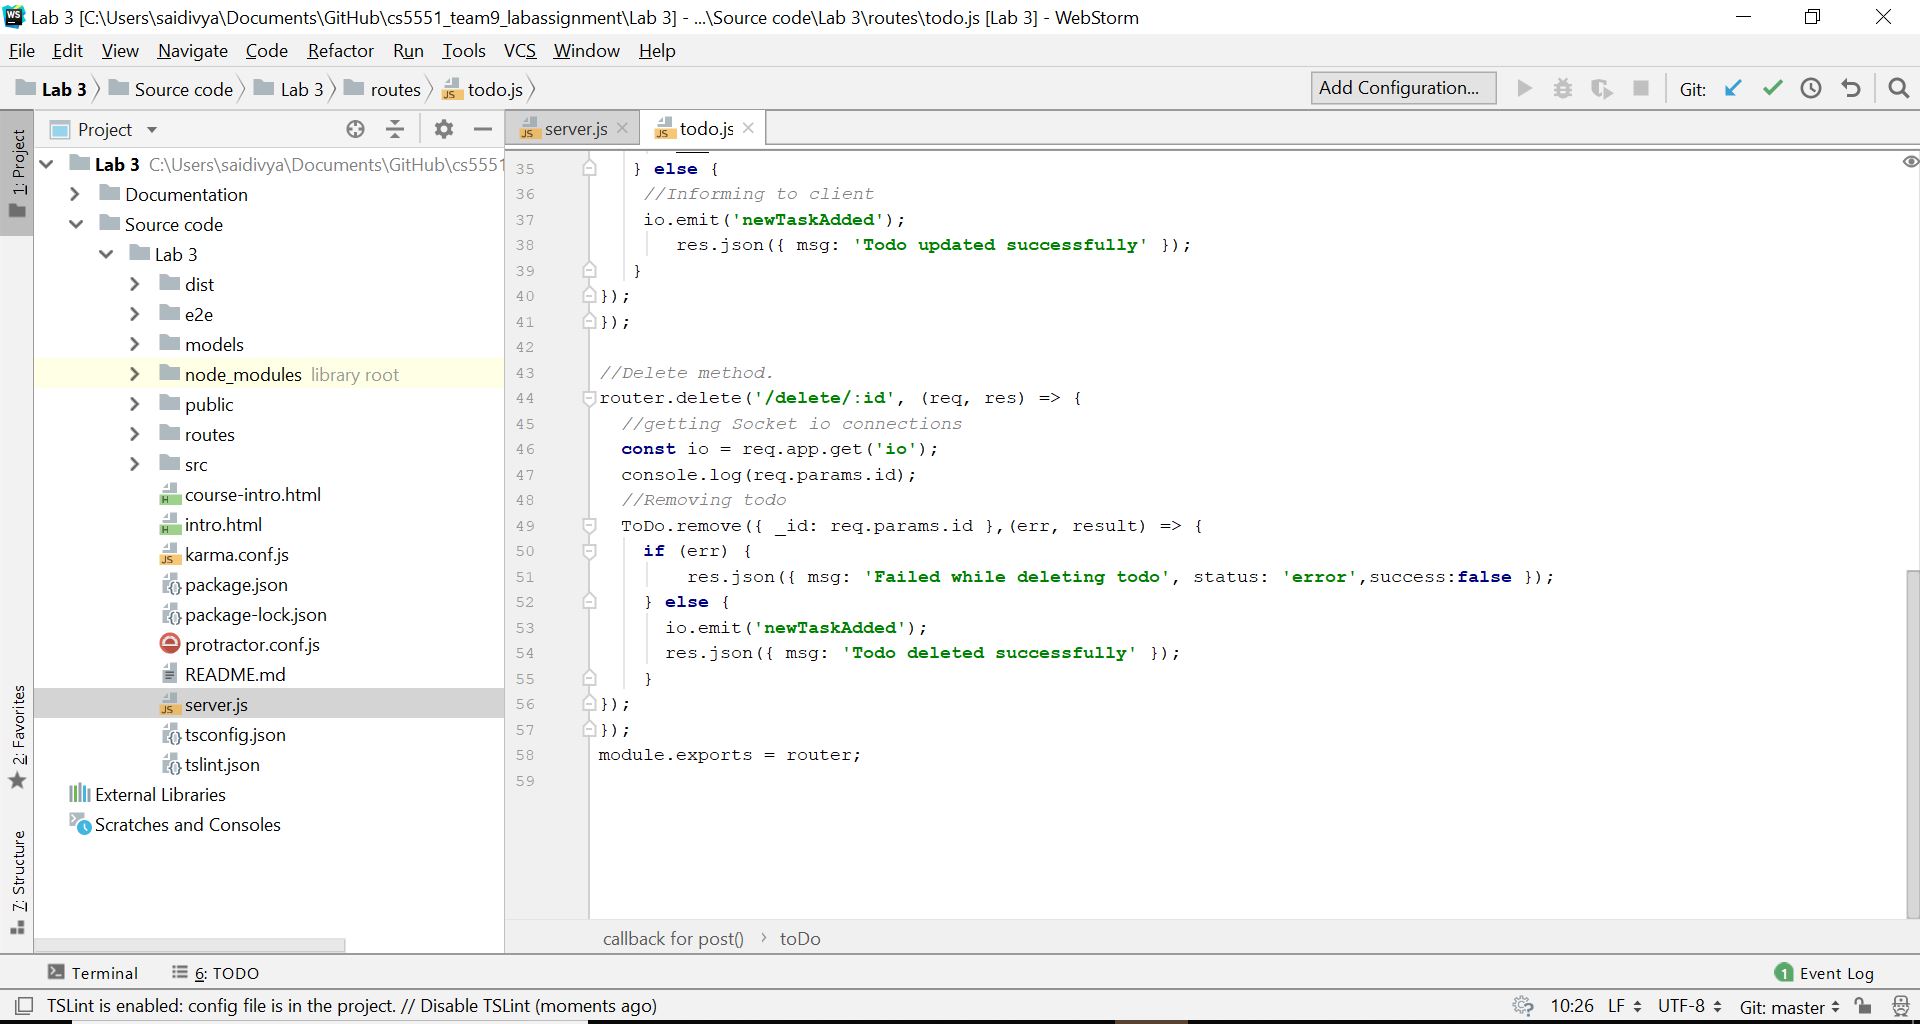 Lab 3 [C:\Users\saidivya\Documents\GitHub\cs5551_team9_labassignment\Lab 3] - ...\Source code\Lab 3\routes\todo.js [Lab 3] - WebStorm
File Edit View Navigate Code Refactor Run Tools VCS Window Help
Lab 3 Source code Lab 3 routes todo.js Add Configuration... Git:
1: Project
2: Favorites
7: Structure
Project
Lab 3 C:\Users\saidivya\Documents\GitHub\cs5551
Documentation
Source code
Lab 3
dist
e2e
models
node_modules library root
public
routes
src
course-intro.html
intro.html
karma.conf.js
package.json
package-lock.json
protractor.conf.js
README.md
server.js
tsconfig.json
tslint.json
External Libraries
Scratches and Consoles
server.js todo.js
35 } else {
36 //Informing to client
37 io.emit('newTaskAdded');
38 res.json({ msg: 'Todo updated successfully' });
39 }
40 });
41 });
42
43 //Delete method.
44 router.delete('/delete/:id', (req, res) => {
45 //getting Socket io connections
46 const io = req.app.get('io');
47 console.log(req.params.id);
48 //Removing todo
49 ToDo.remove({ _id: req.params.id },(err, result) => {
50 if (err) {
51 res.json({ msg: 'Failed while deleting todo', status: 'error',success:false });
52 } else {
53 io.emit('newTaskAdded');
54 res.json({ msg: 'Todo deleted successfully' });
55 }
56 });
57 });
58 module.exports = router;
59
callback for post() › toDo
Terminal 6: TODO 1 Event Log
TSLint is enabled: config file is in the project. // Disable TSLint (moments ago) 10:26 LF UTF-8 Git: master